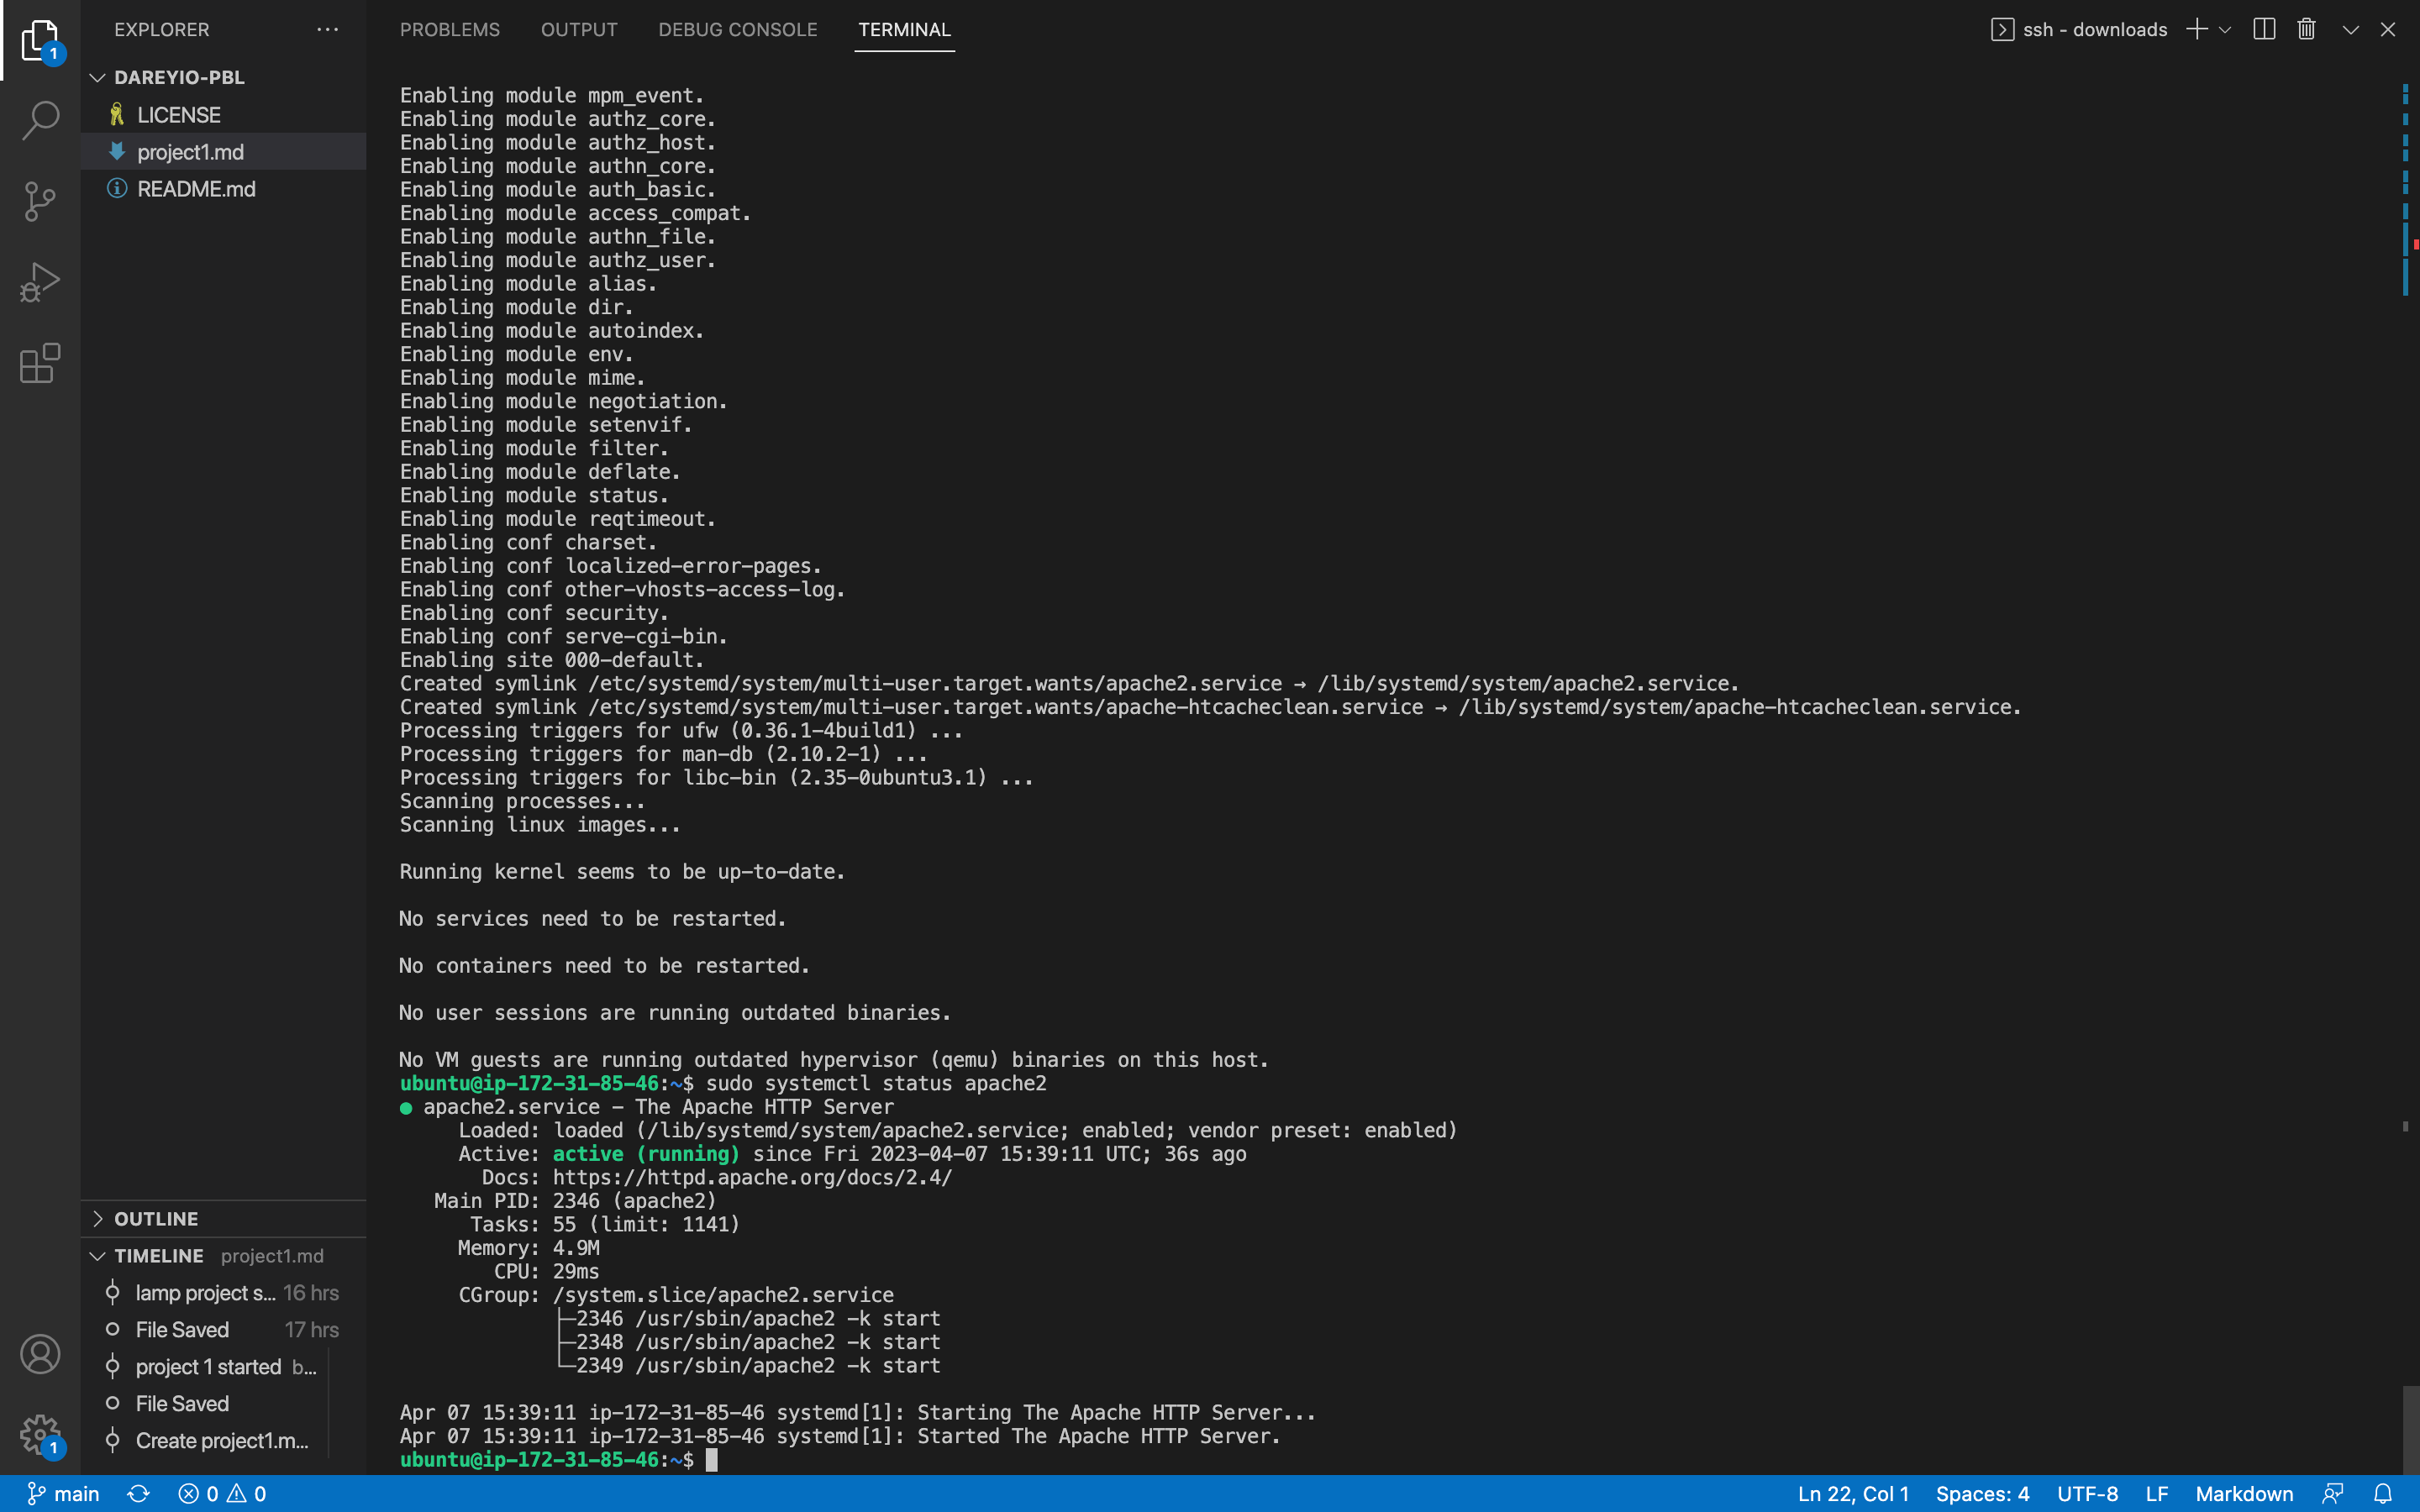 EXPLORER
PROBLEMS OUTPUT DEBUG CONSOLE TERMINAL
ssh - downloads
1
DAREYIO-PBL
LICENSE
project1.md
README.md
Enabling module mpm_event.
Enabling module authz_core.
Enabling module authz_host.
Enabling module authn_core.
Enabling module auth_basic.
Enabling module access_compat.
Enabling module authn_file.
Enabling module authz_user.
Enabling module alias.
Enabling module dir.
Enabling module autoindex.
Enabling module env.
Enabling module mime.
Enabling module negotiation.
Enabling module setenvif.
Enabling module filter.
Enabling module deflate.
Enabling module status.
Enabling module reqtimeout.
Enabling conf charset.
Enabling conf localized-error-pages.
Enabling conf other-vhosts-access-log.
Enabling conf security.
Enabling conf serve-cgi-bin.
Enabling site 000-default.
Created symlink /etc/systemd/system/multi-user.target.wants/apache2.service → /lib/systemd/system/apache2.service.
Created symlink /etc/systemd/system/multi-user.target.wants/apache-htcacheclean.service → /lib/systemd/system/apache-htcacheclean.service.
Processing triggers for ufw (0.36.1-4build1) ...
Processing triggers for man-db (2.10.2-1) ...
Processing triggers for libc-bin (2.35-0ubuntu3.1) ...
Scanning processes...
Scanning linux images...
Running kernel seems to be up-to-date.
No services need to be restarted.
No containers need to be restarted.
No user sessions are running outdated binaries.
No VM guests are running outdated hypervisor (qemu) binaries on this host.
ubuntu@ip-172-31-85-46:~$ sudo systemctl status apache2
● apache2.service - The Apache HTTP Server
Loaded: loaded (/lib/systemd/system/apache2.service; enabled; vendor preset: enabled)
Active: active (running) since Fri 2023-04-07 15:39:11 UTC; 36s ago
Docs: https://httpd.apache.org/docs/2.4/
Main PID: 2346 (apache2)
Tasks: 55 (limit: 1141)
Memory: 4.9M
CPU: 29ms
CGroup: /system.slice/apache2.service
├─2346 /usr/sbin/apache2 -k start
├─2348 /usr/sbin/apache2 -k start
└─2349 /usr/sbin/apache2 -k start
Apr 07 15:39:11 ip-172-31-85-46 systemd[1]: Starting The Apache HTTP Server...
Apr 07 15:39:11 ip-172-31-85-46 systemd[1]: Started The Apache HTTP Server.
ubuntu@ip-172-31-85-46:~$
OUTLINE
TIMELINE project1.md
lamp project s... 16 hrs
File Saved 17 hrs
project 1 started b...
File Saved
Create project1.m...
1
main 0 0
Ln 22, Col 1 Spaces: 4 UTF-8 LF Markdown